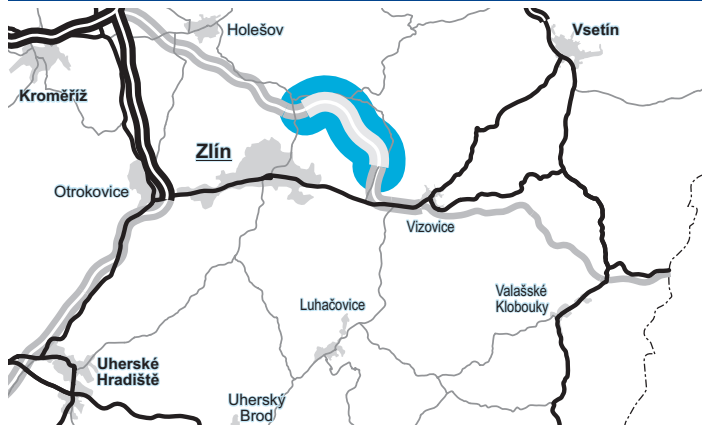 Holešov
Vsetín
Kroměříž
Zlín
Otrokovice
Vizovice
Valašské
Klobouky
Luhačovice
Uherské
Hradiště
Uherský
Brod